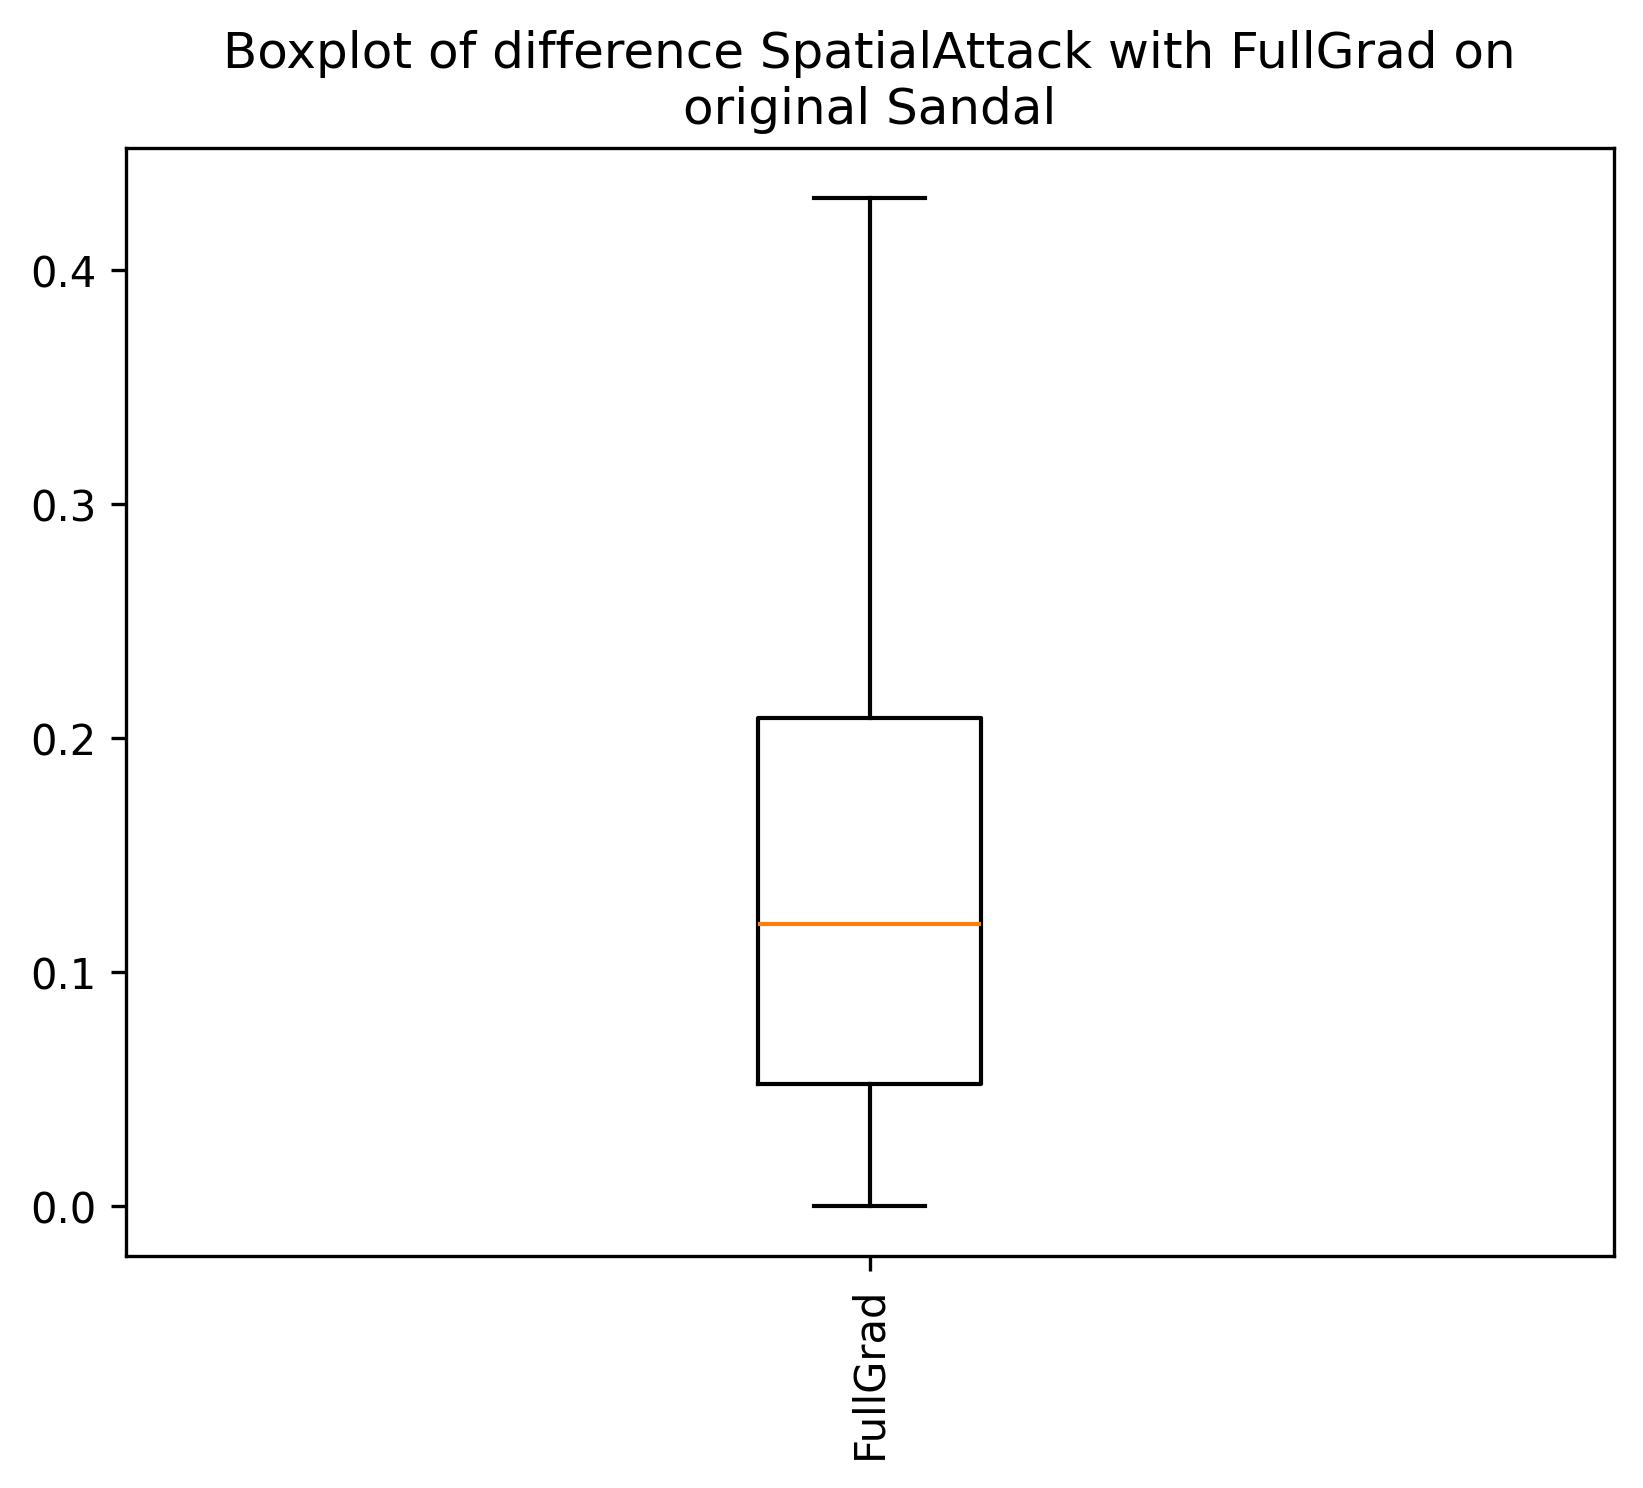 Boxplot of difference SpatialAttack with FullGrad on
original Sandal
0.4
0.3
0.2
0.1
0.0
FullGrad